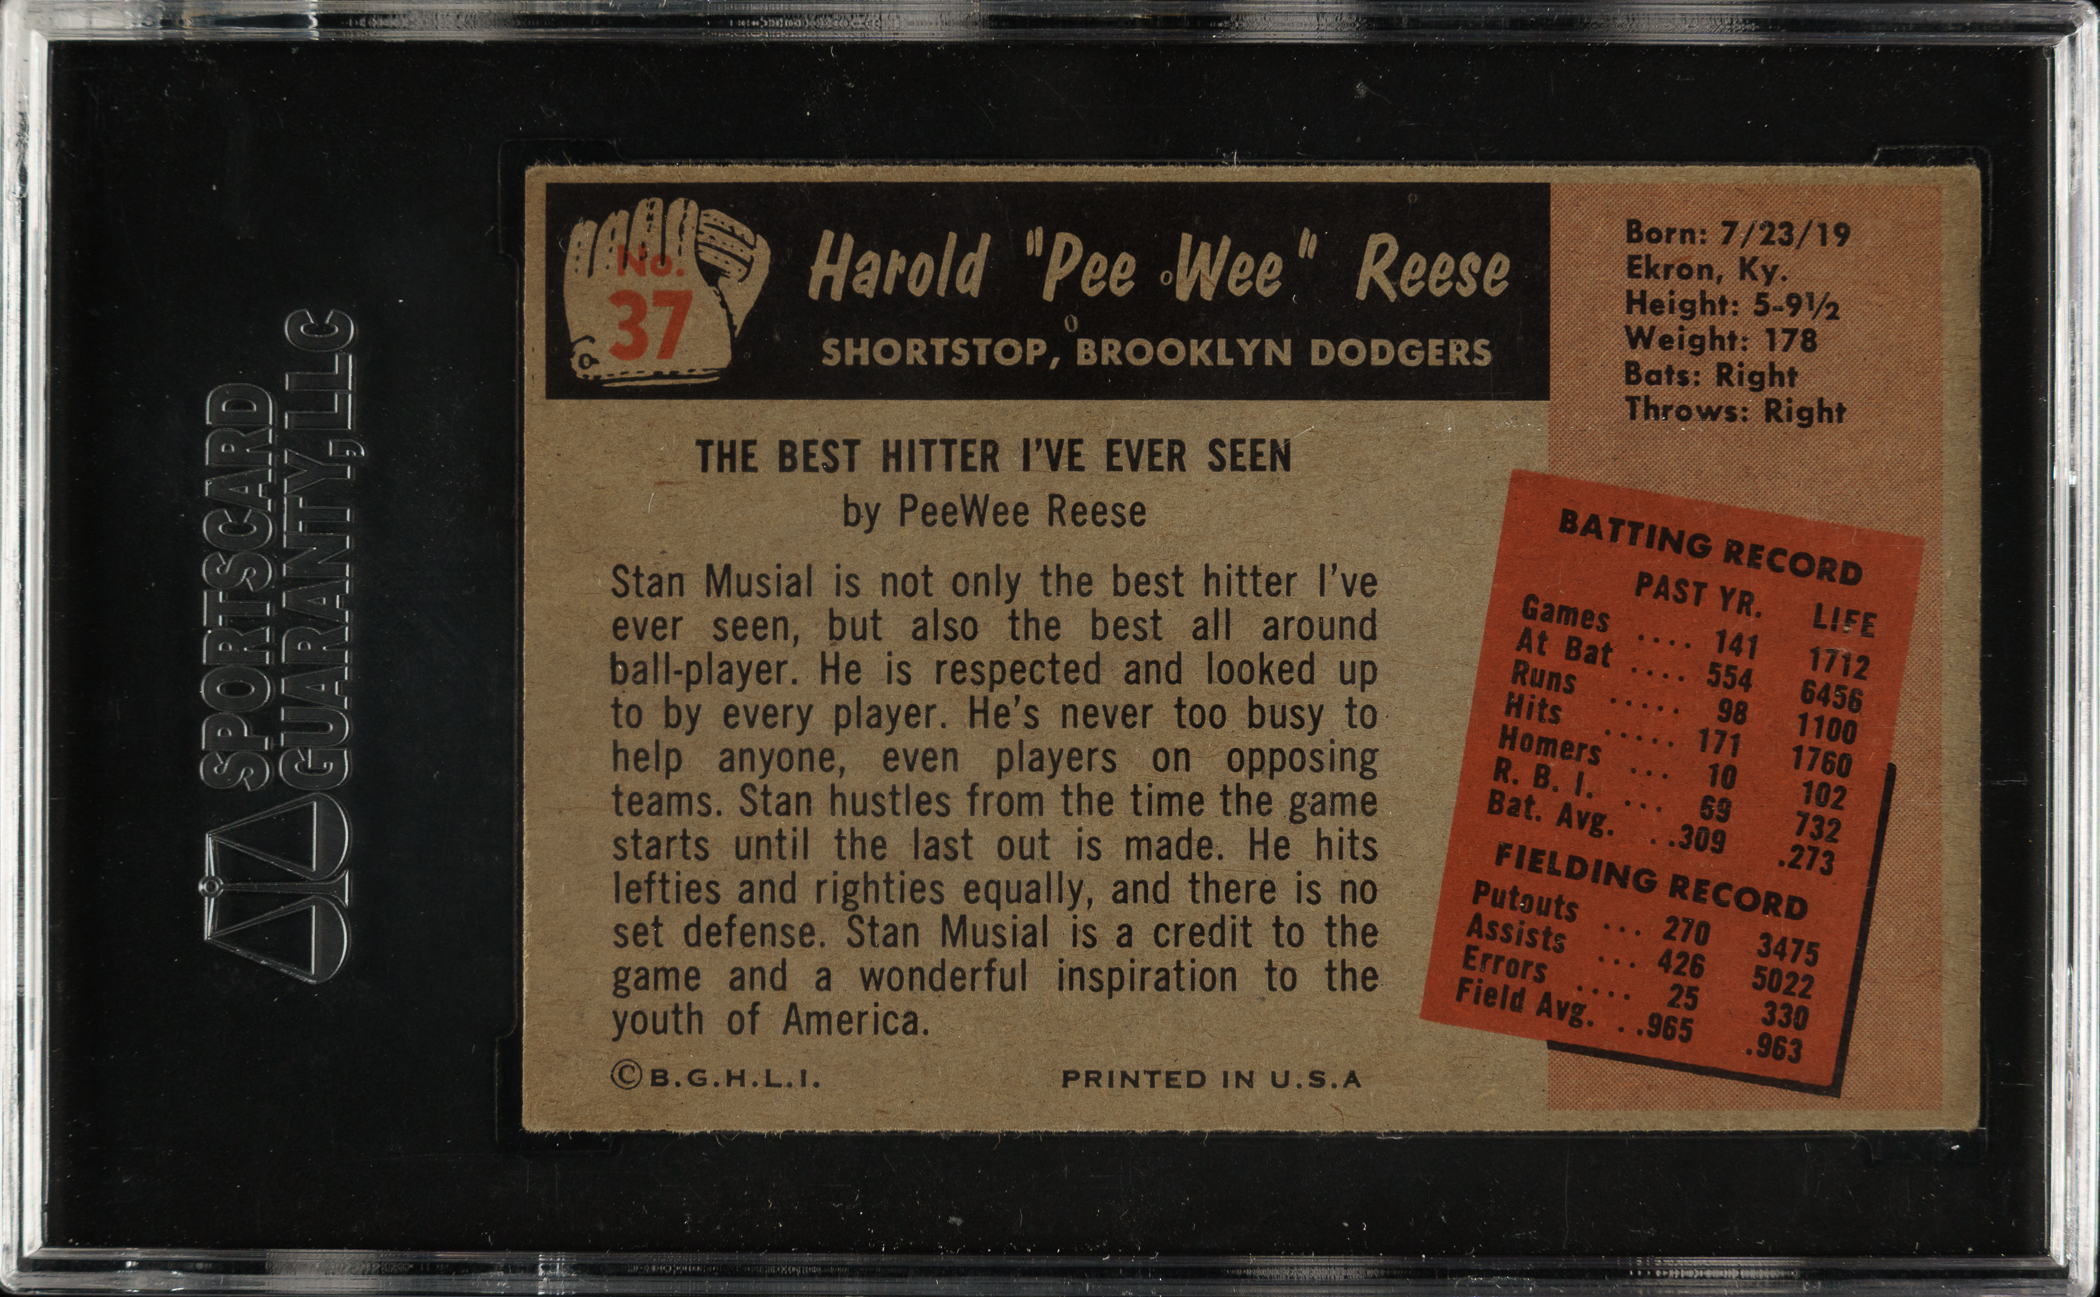 SPORTSCARD
GUARANTY, LLC
No.
37
Harold "Pee Wee" Reese
SHORTSTOP, BROOKLYN DODGERS
Born: 7/23/19
Ekron, Ky.
Height: 5-9½
Weight: 178
Bats: Right
Throws: Right
THE BEST HITTER I'VE EVER SEEN
by PeeWee Reese
Stan Musial is not only the best hitter I've
ever seen, but also the best all around
ball-player. He is respected and looked up
to by every player. He's never too busy to
help anyone, even players on opposing
teams. Stan hustles from the time the game
starts until the last out is made. He hits
lefties and righties equally, and there is no
set defense. Stan Musial is a credit to the
game and a wonderful inspiration to the
youth of America.
© B.G.H.L.I. PRINTED IN U.S.A
BATTING RECORD
PAST YR. LIFE
Games .... 141 1712
At Bat .... 554 6456
Runs ..... 98 1100
Hits ..... 171 1760
Homers ... 10 102
R. B. I. ... 69 732
Bat. Avg. ..309 .273
FIELDING RECORD
Putouts ... 270 3475
Assists ... 426 5022
Errors .... 25 330
Field Avg. ..965 .963